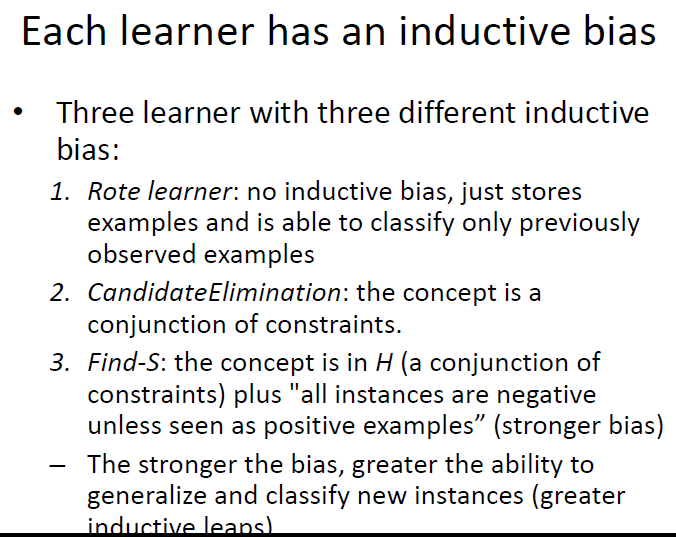 Each learner has an inductive bias
• Three learner with three different inductive
bias:
1. Rote learner: no inductive bias, just stores
examples and is able to classify only previously
observed examples
2. CandidateElimination: the concept is a
conjunction of constraints.
3. Find-S: the concept is in H (a conjunction of
constraints) plus "all instances are negative
unless seen as positive examples” (stronger bias)
– The stronger the bias, greater the ability to
generalize and classify new instances (greater
inductive leaps)